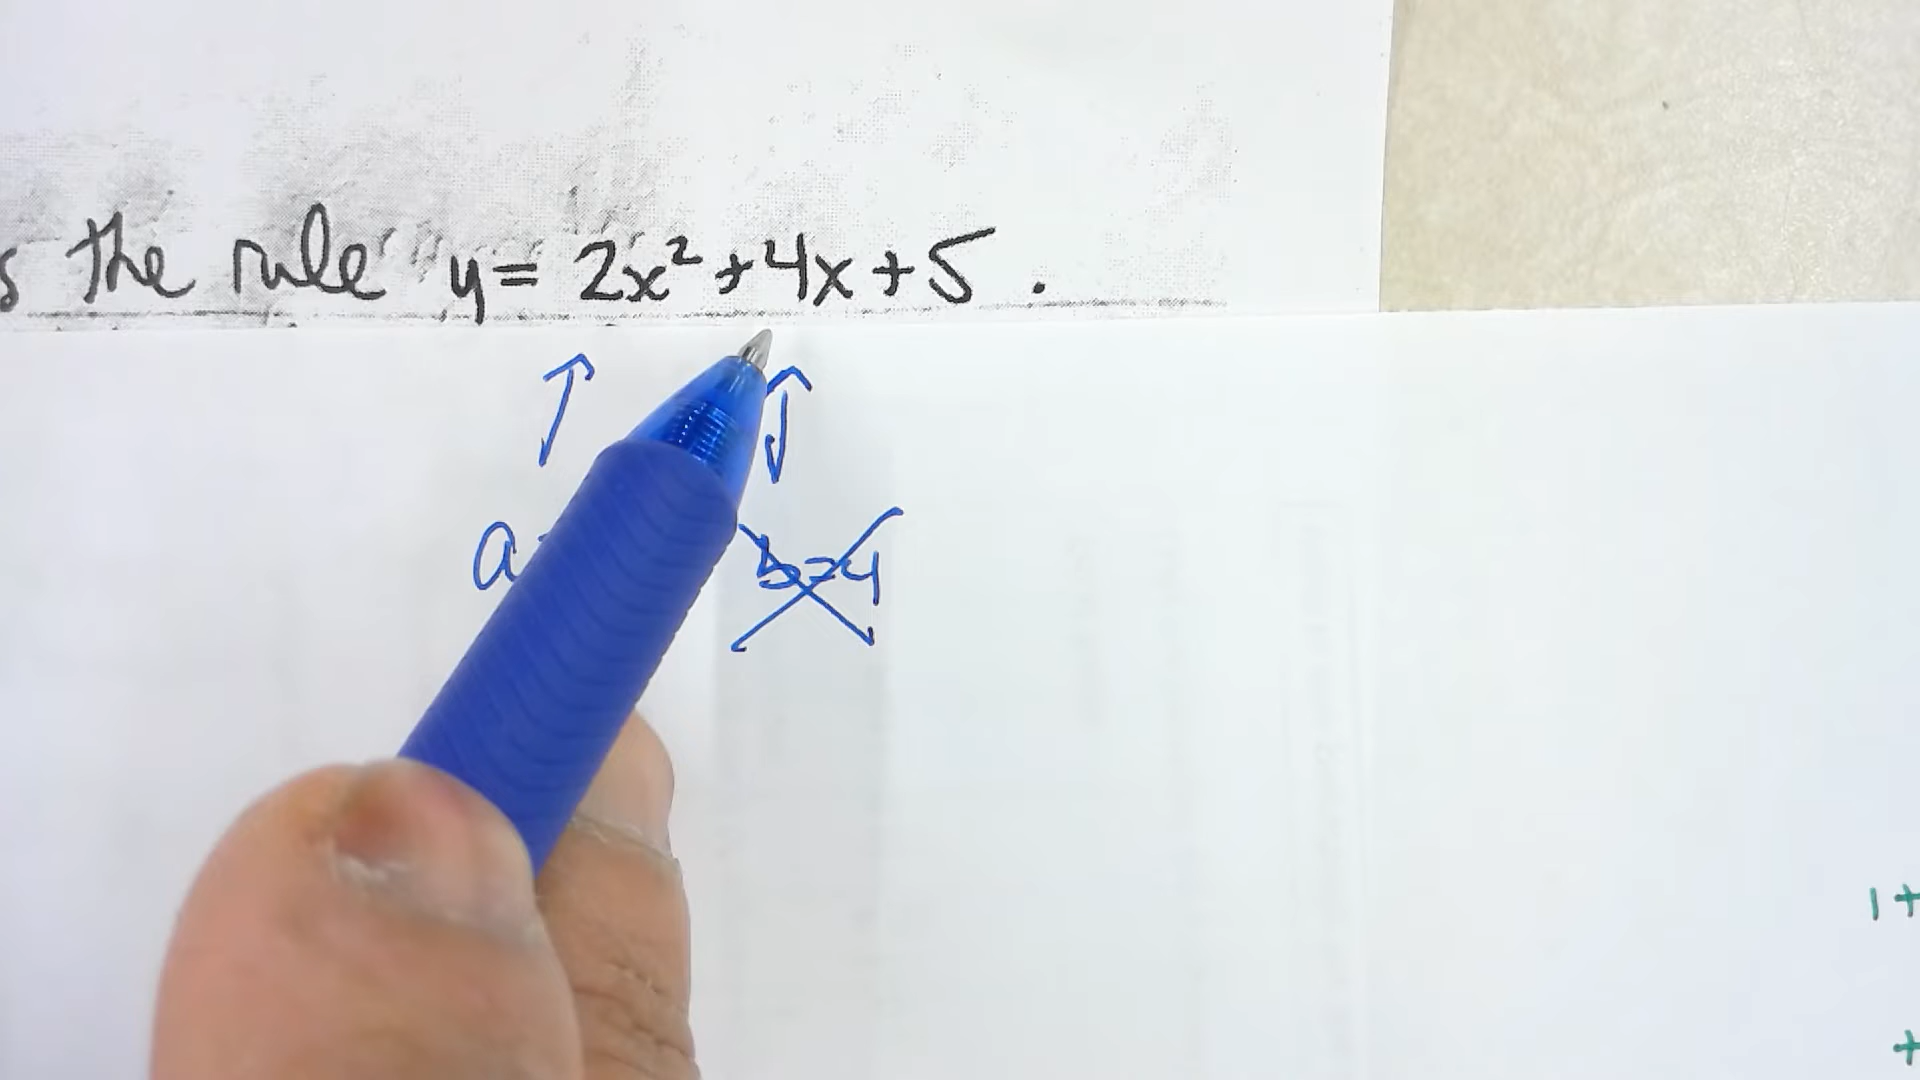 s the rule y = 2x² + 4x + 5 .
a b = 4
1 +
+